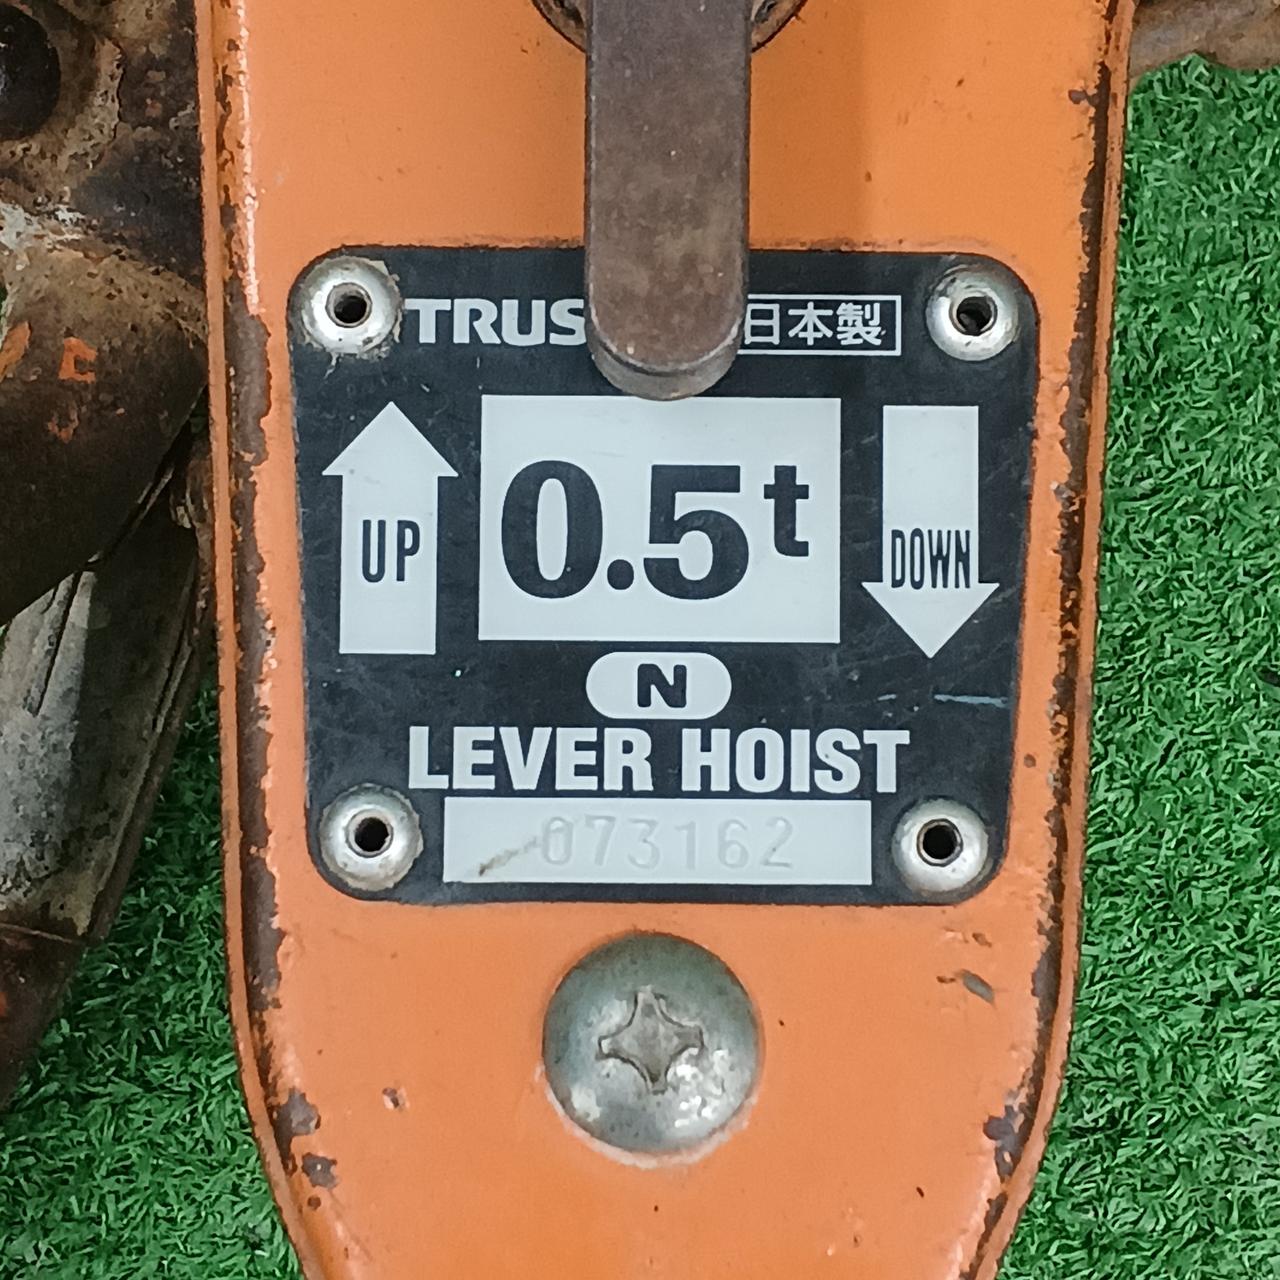 TRUS 日本製
UP
0.5t
DOWN
N
LEVER HOIST
073162